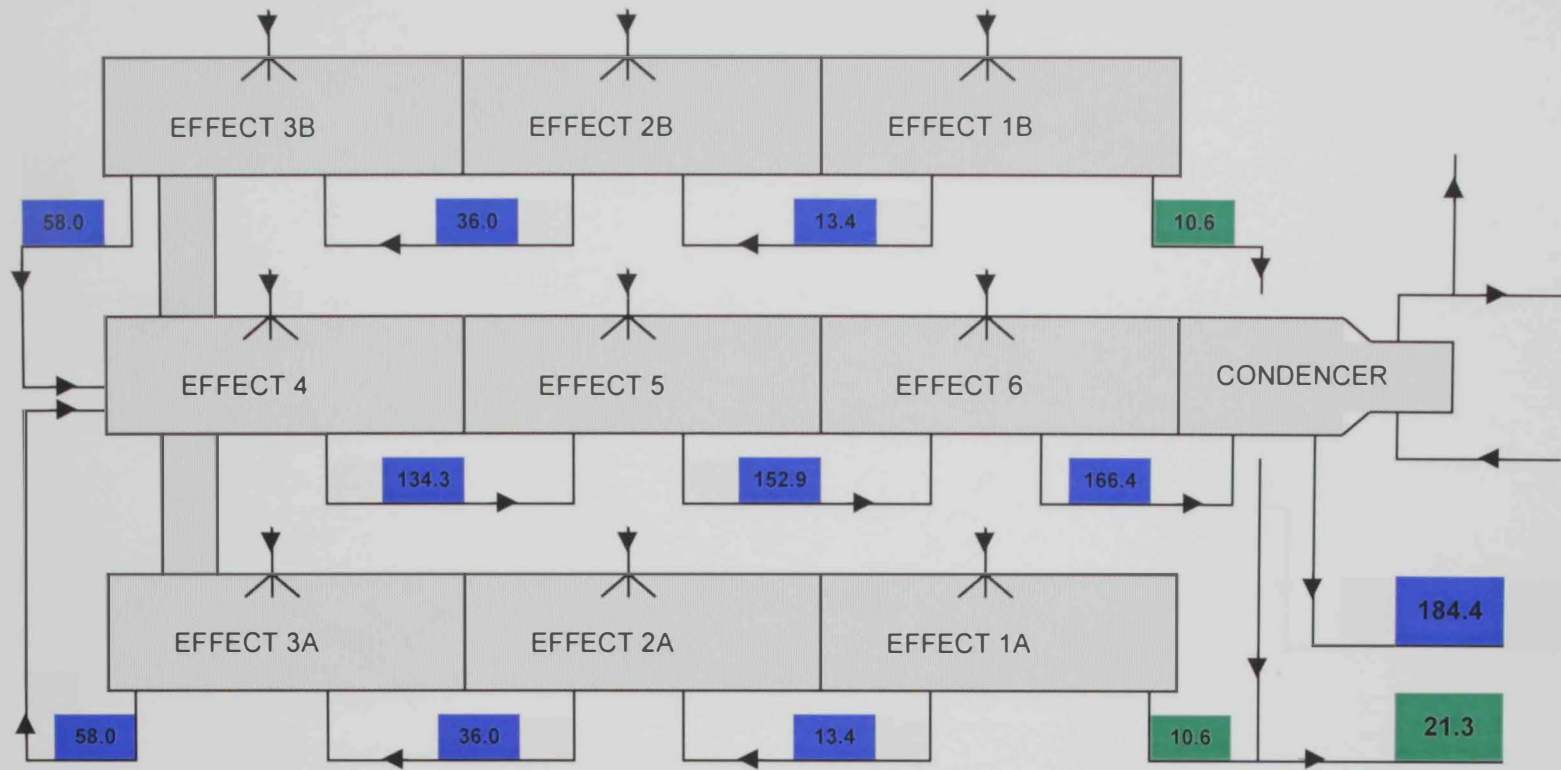 EFFECT 3B
EFFECT 2B
EFFECT 1B
58.0
36.0
13.4
10.6
EFFECT 4
EFFECT 5
EFFECT 6
CONDENCER
134.3
152.9
166.4
184.4
EFFECT 3A
EFFECT 2A
EFFECT 1A
58.0
36.0
13.4
10.6
21.3